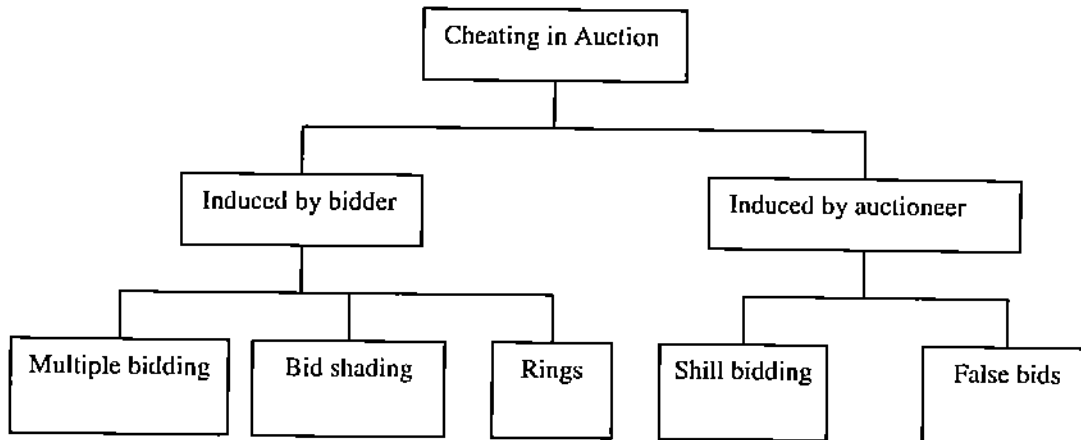 Cheating in Auction
Induced by bidder
Induced by auctioneer
Multiple bidding
Bid shading
Rings
Shill bidding
False bids